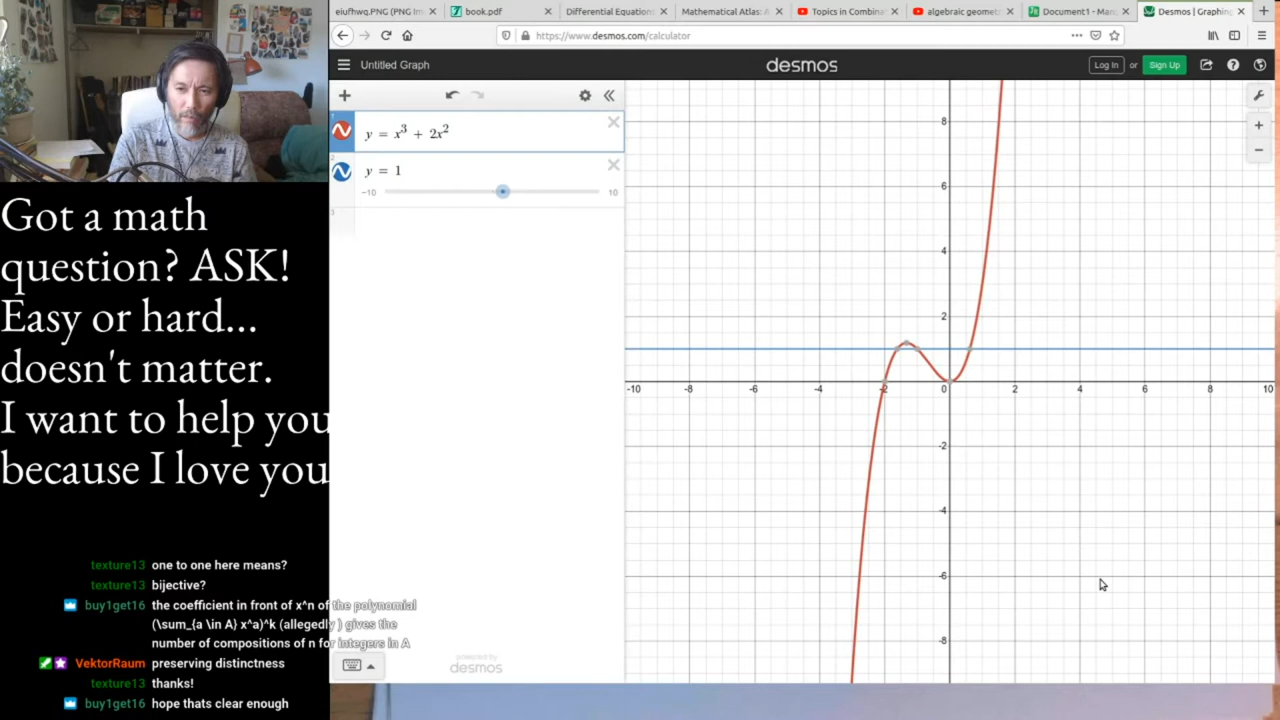 eiufhwq.PNG (PNG Im
book.pdf
Differential Equation
Mathematical Atlas: A
Topics in Combina
algebraic geomet
Document1 - Man
Desmos | Graphing
https://www.desmos.com/calculator
Untitled Graph
desmos
Log In or Sign Up
y = x³ + 2x²
1
y = 1
2
-10
10
3
8
6
4
2
-10 -8 -6 -4 -2 0 2 4 6 8 10
-2
-4
-6
-8
powered by
desmos
Got a math
question? ASK!
Easy or hard...
doesn't matter.
I want to help you
because I love you
texture13 one to one here means?
texture13 bijective?
buy1get16 the coefficient in front of x^n of the polynomial
(\sum_{a \in A} x^a)^k (allegedly ) gives the
number of compositions of n for integers in A
VektorRaum preserving distinctness
texture13 thanks!
buy1get16 hope thats clear enough